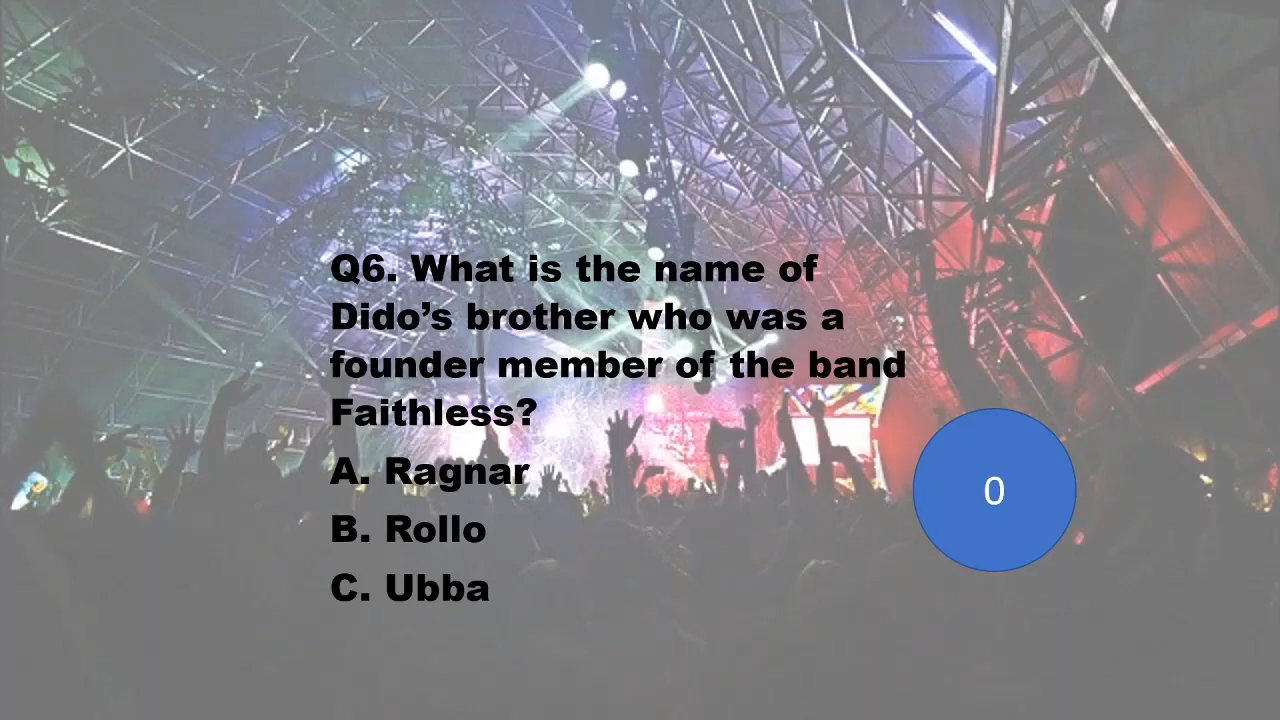 Q6. What is the name of
Dido’s brother who was a
founder member of the band
Faithless?
A. Ragnar
B. Rollo
C. Ubba
0